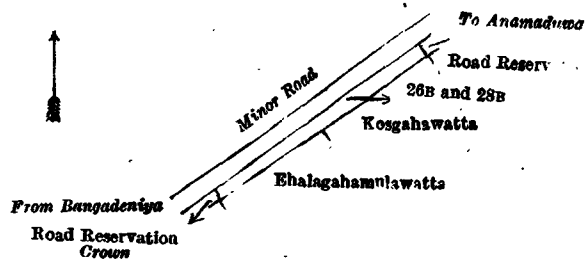 To Anamaduwa
Road Reserv
Minor Road
26B and 28B
Kosgahawatta
Ehalagahamulawatta
From Bangadeniya
Road Reservation
Crown